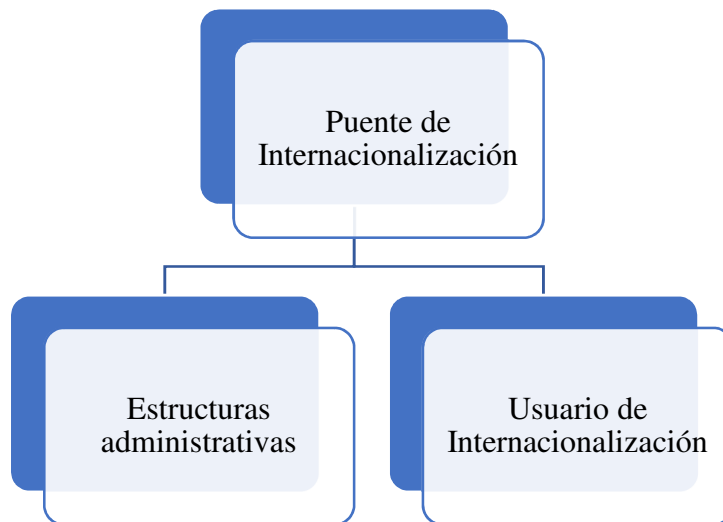 Puente de
Internacionalización
Estructuras
administrativas
Usuario de
Internacionalización